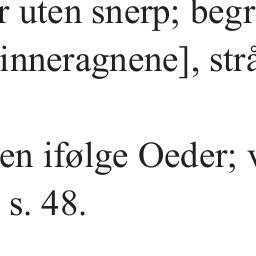 r uten snerp; begr
inneragnene], strå
en ifølge Oeder; v
s. 48.